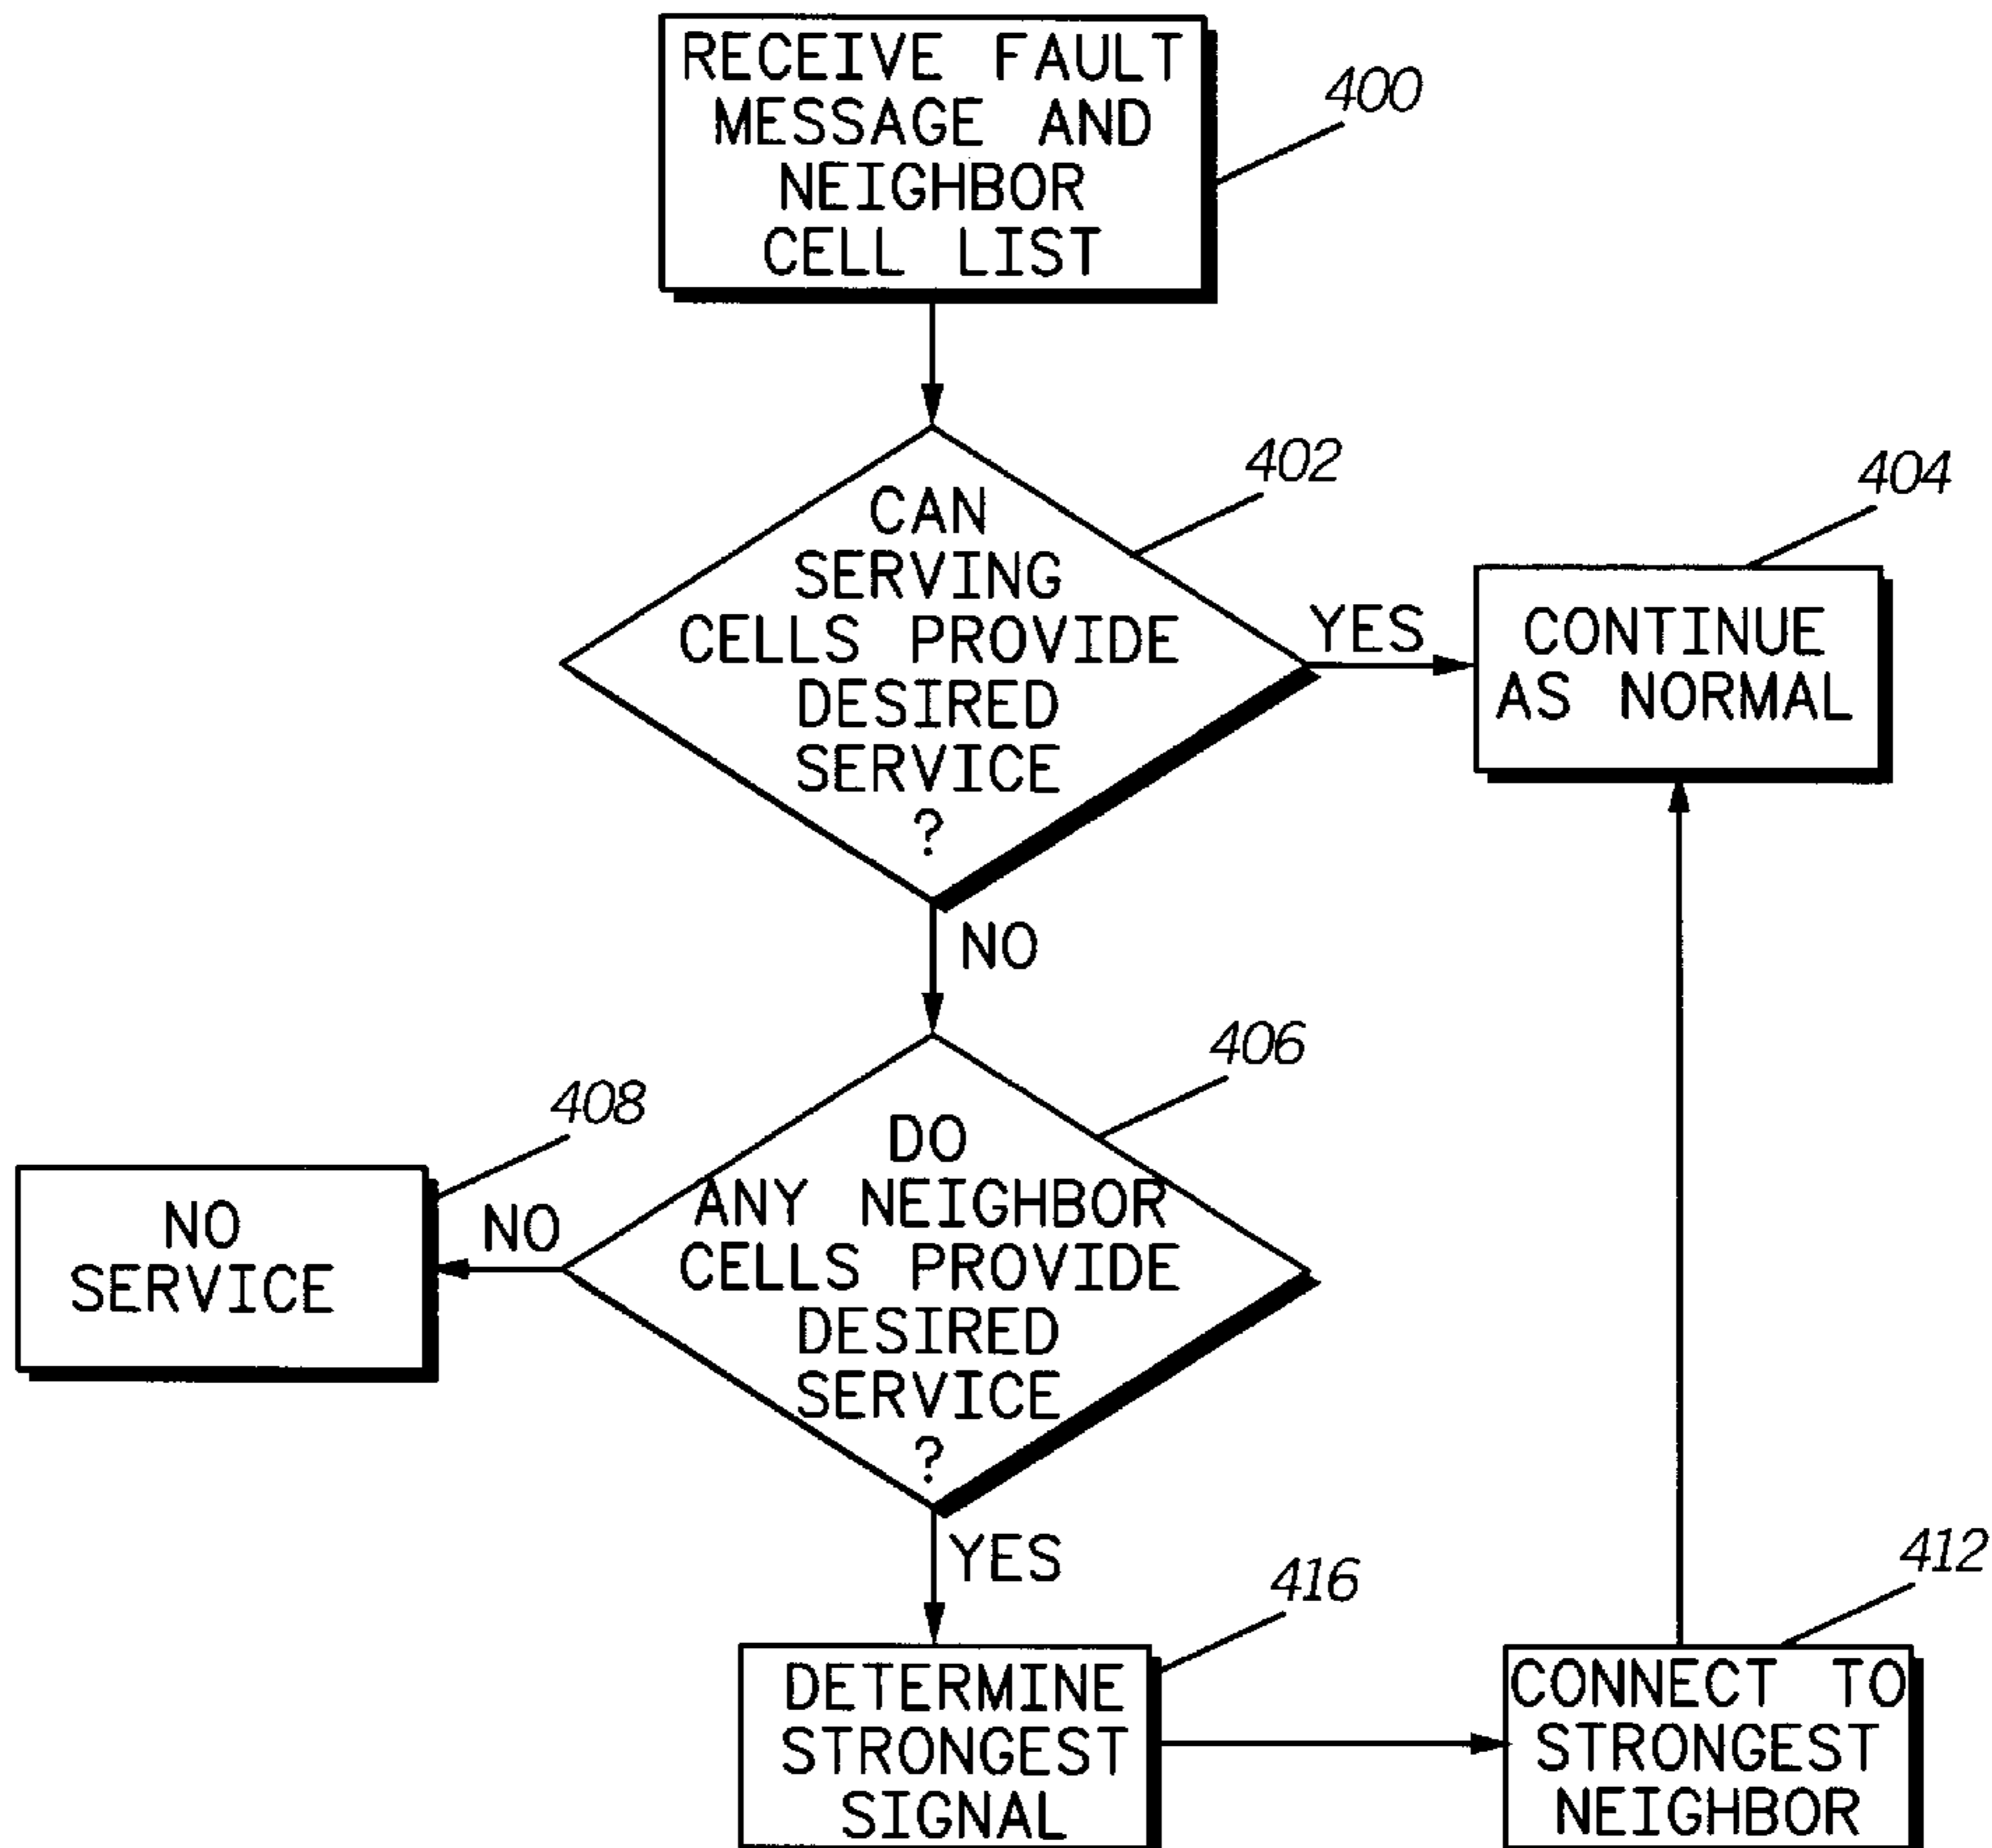 RECEIVE FAULT
MESSAGE AND
NEIGHBOR
CELL LIST
400
CAN
SERVING
CELLS PROVIDE
DESIRED
SERVICE
?
402
YES
404
CONTINUE
AS NORMAL
NO
DO
ANY NEIGHBOR
CELLS PROVIDE
DESIRED
SERVICE
?
406
NO
408
NO
SERVICE
YES
416
DETERMINE
STRONGEST
SIGNAL
412
CONNECT TO
STRONGEST
NEIGHBOR